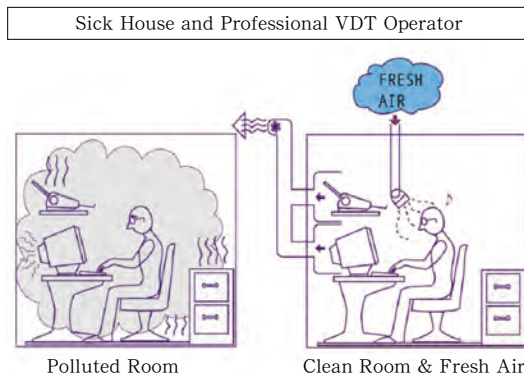 Sick House and Professional VDT Operator
FRESH
AIR
Polluted Room
Clean Room & Fresh Air